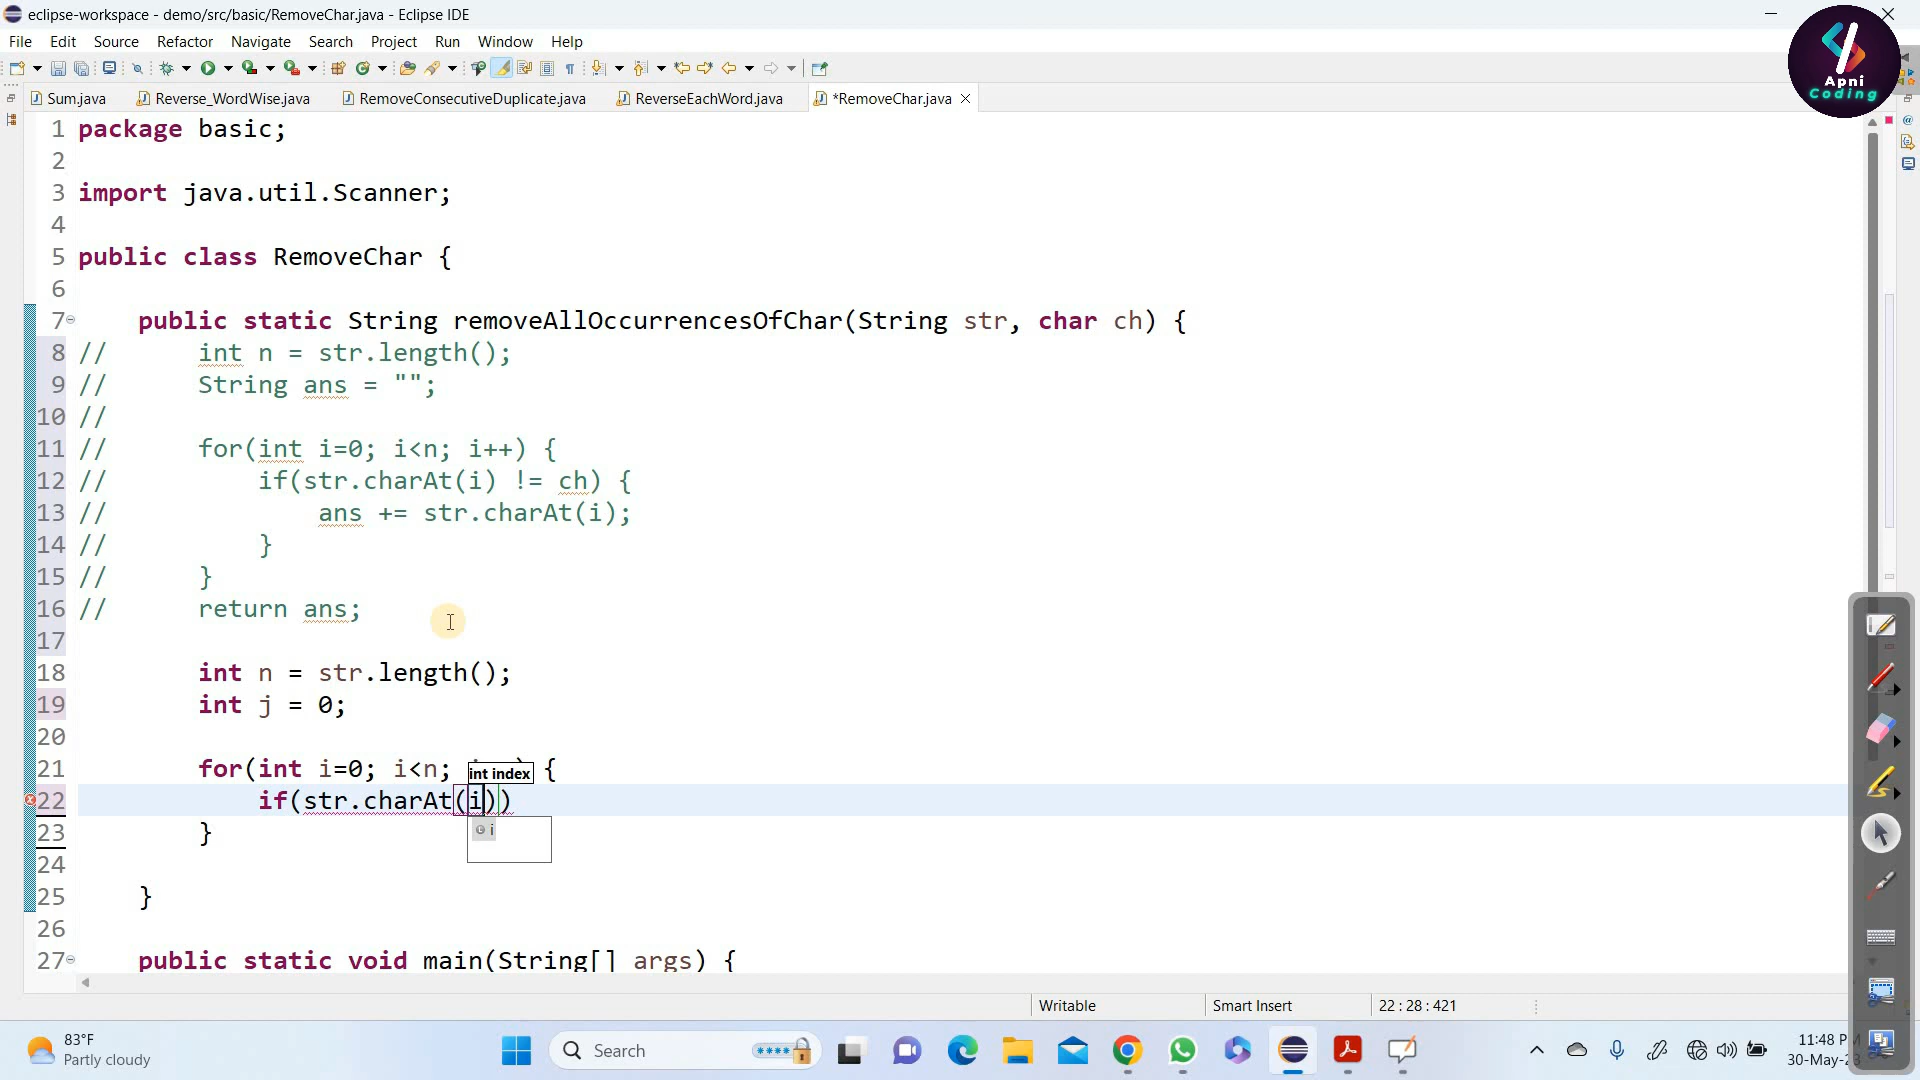 eclipse-workspace - demo/src/basic/RemoveChar.java - Eclipse IDE
File Edit Source Refactor Navigate Search Project Run Window Help
Sum.java Reverse_WordWise.java RemoveConsecutiveDuplicate.java ReverseEachWord.java *RemoveChar.java
Apni
Coding
1 package basic;
2
3 import java.util.Scanner;
4
5 public class RemoveChar {
6
7 public static String removeAllOccurrencesOfChar(String str, char ch) {
8 // int n = str.length();
9 // String ans = "";
10 //
11 // for(int i=0; i<n; i++) {
12 // if(str.charAt(i) != ch) {
13 // ans += str.charAt(i);
14 // }
15 // }
16 // return ans;
17
18 int n = str.length();
19 int j = 0;
20
21 for(int i=0; i<n; ) {
int index
22 if(str.charAt(i))
i
23 }
24
25 }
26
27 public static void main(String[] args) {
Writable Smart Insert 22 : 28 : 421
83°F
Partly cloudy
Search
11:48 P
30-May-23